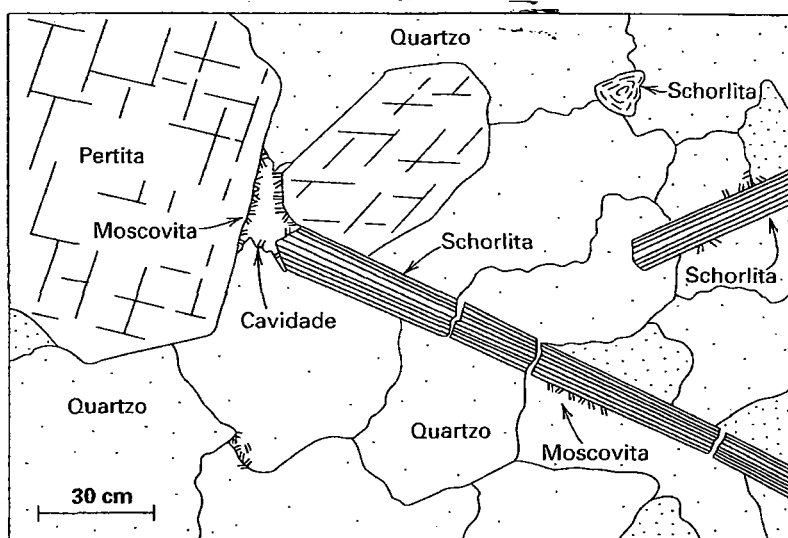 Quartzo
Schorlita
Pertita
Moscovita
Schorlita
Schorlita
Cavidade
Quartzo
Quartzo
Moscovita
30 cm